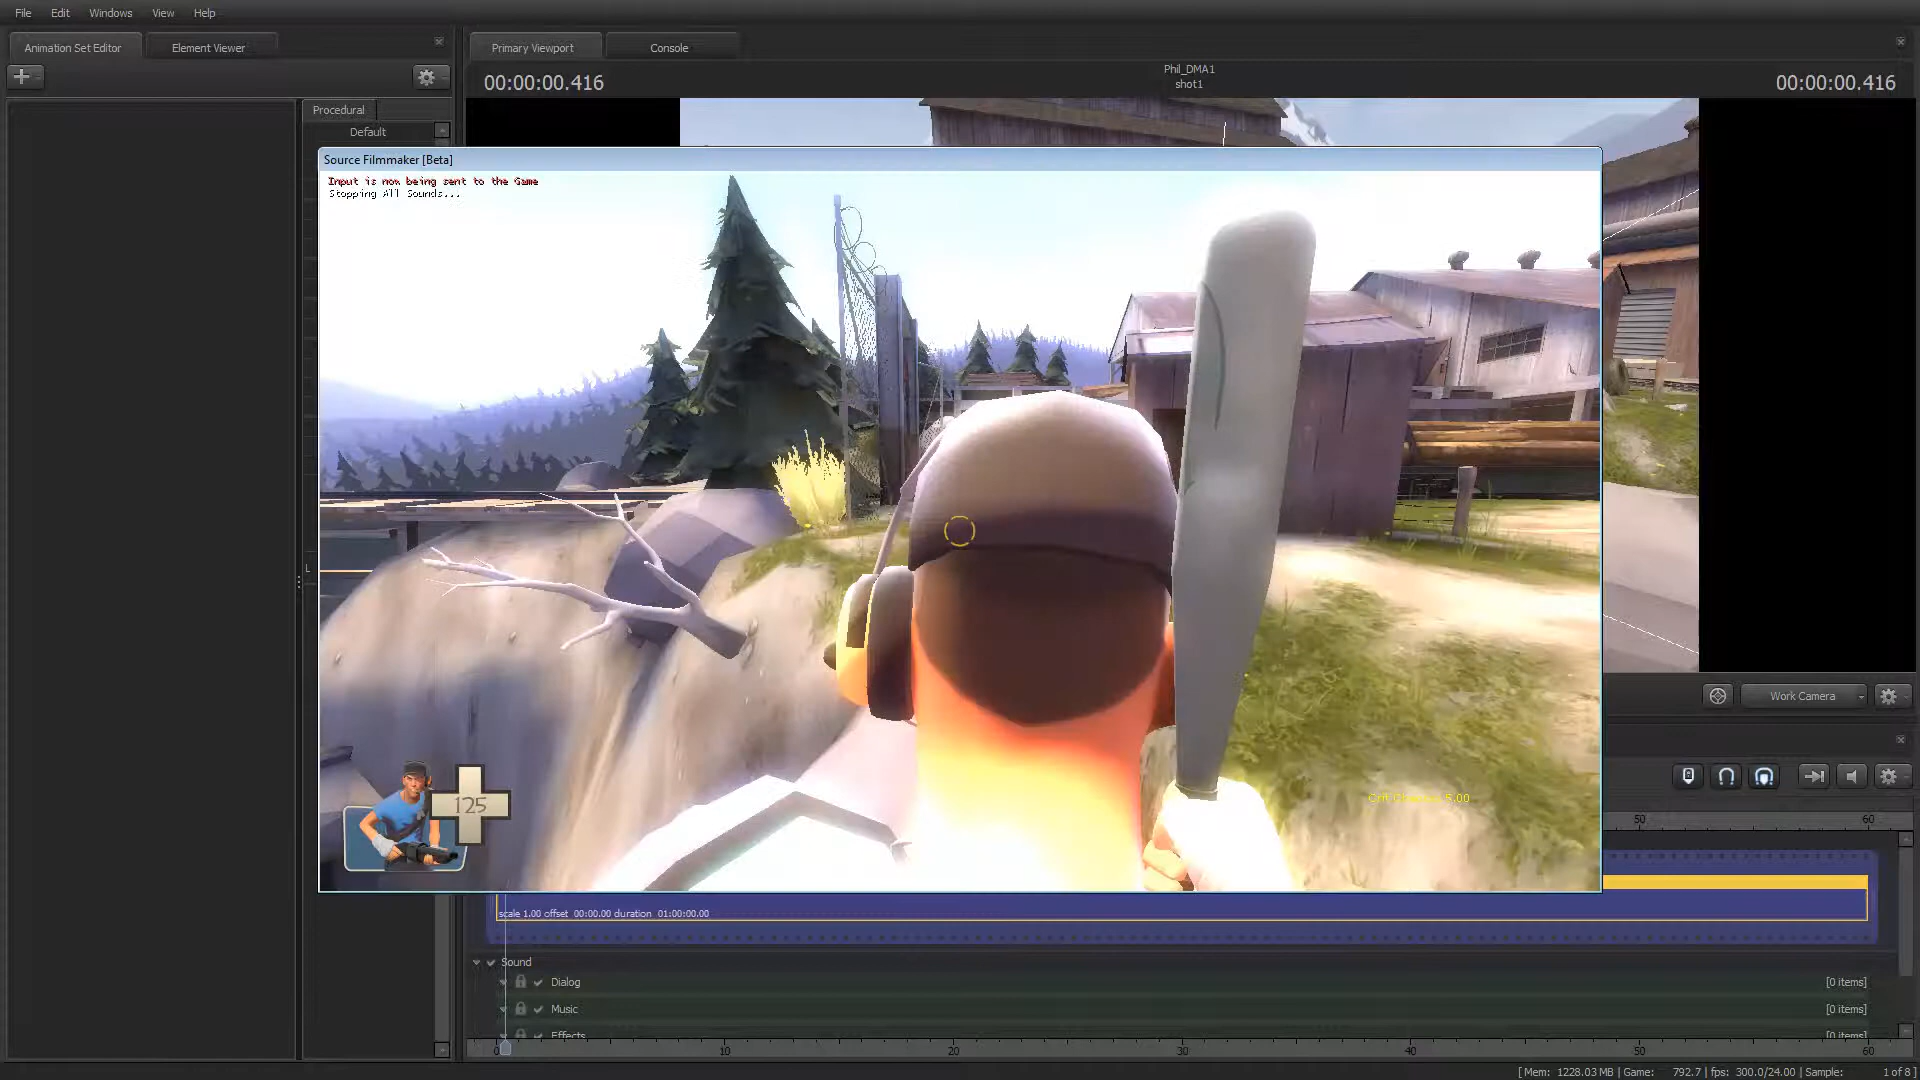 File Edit Windows View Help
Animation Set Editor Element Viewer
Primary Viewport Console
00:00:00.416
Phil_DMA1
shot1
00:00:00.416
Procedural
Default
Source Filmmaker [Beta]
Input is now being sent to the Game
Stopping All Sounds...
L
Work Camera
125
50 60
scale 1.00 offset 00:00.00 duration 01:00:00.00
Sound
Dialog [0 items]
Music [0 items]
Effects [0 items]
0 10 20 30 40 50 60
[ Mem: 1228.03 MB | Game: 792.7 | fps: 300.0/24.00 | Sample: 1 of 8 ]